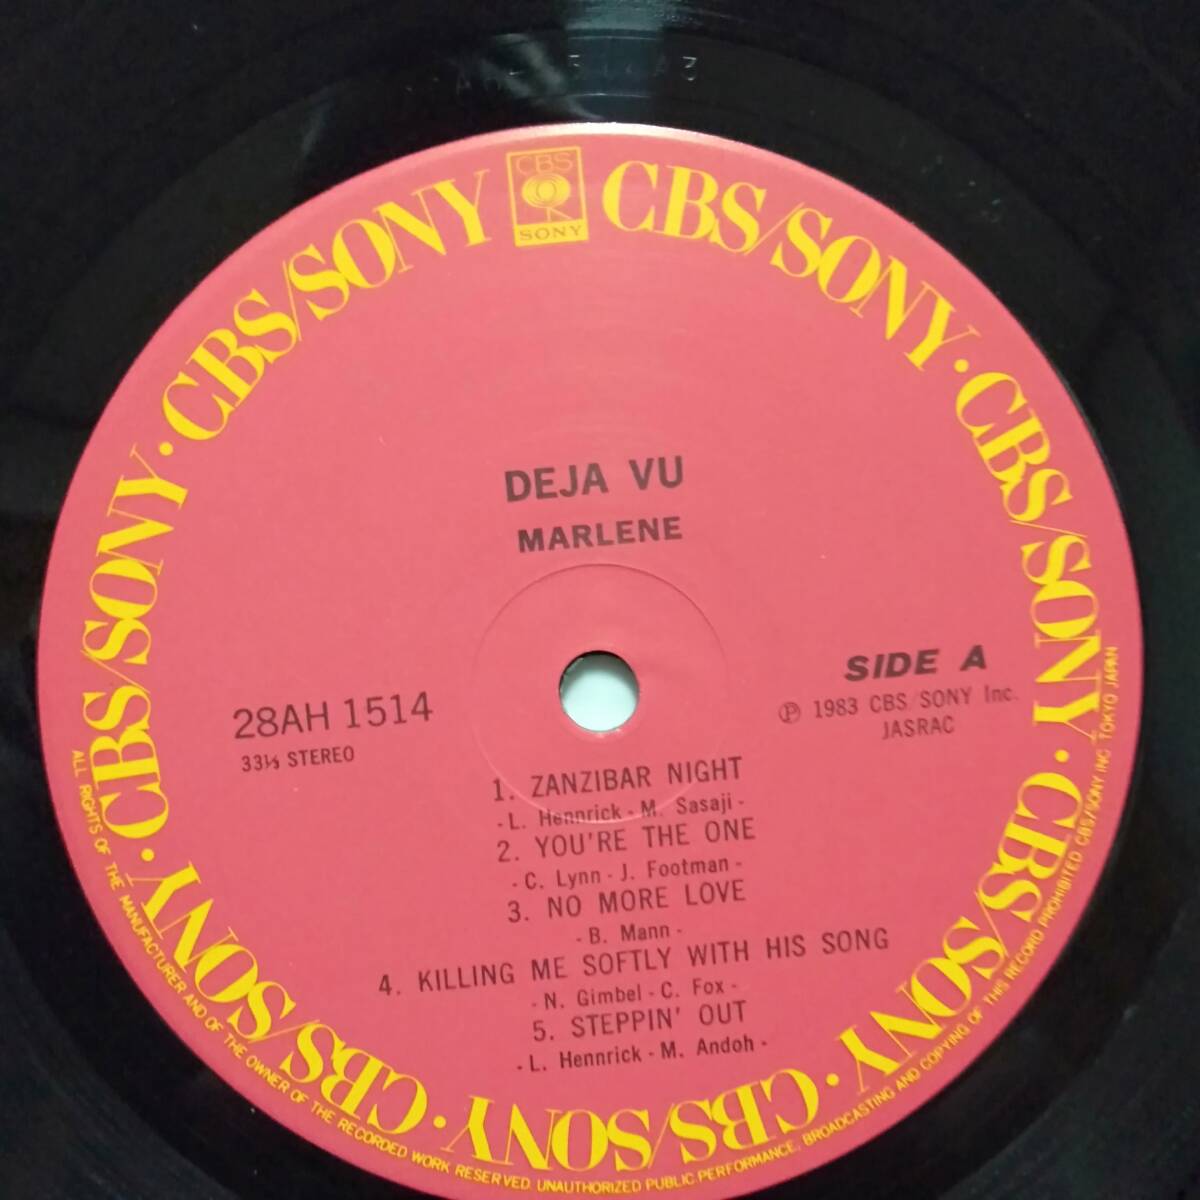 CBS
SONY
CBS/SONY · CBS/SONY · CBS/SONY · CBS/SONY · CBS/SONY · CBS/SONY · CBS/SONY
DEJA VU
MARLENE
28AH 1514
33⅓ STEREO
SIDE A
Ⓟ 1983 CBS/SONY Inc.
JASRAC
1. ZANZIBAR NIGHT
- L. Hennrick - M. Sasaji -
2. YOU'RE THE ONE
- C. Lynn - J. Footman -
3. NO MORE LOVE
- B. Mann -
4. KILLING ME SOFTLY WITH HIS SONG
- N. Gimbel - C. Fox -
5. STEPPIN' OUT
- L. Hennrick - M. Andoh -
ALL RIGHTS OF THE MANUFACTURER AND OF THE OWNER OF THE RECORDED WORK RESERVED. UNAUTHORIZED PUBLIC PERFORMANCE, BROADCASTING AND COPYING OF THIS RECORD PROHIBITED CBS/SONY INC. TOKYO JAPAN